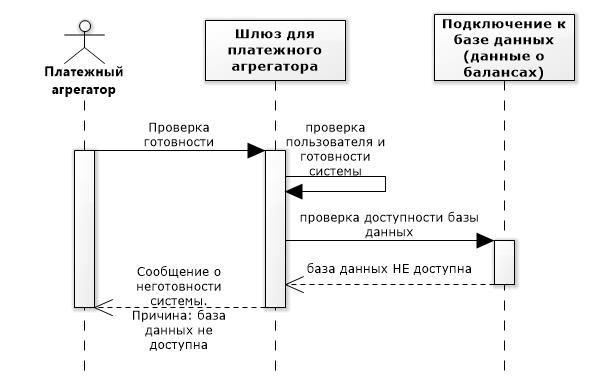 Платежный
агрегатор
Шлюз для
платежного
агрегатора
Подключение к
базе данных
(данные о
балансах)
Проверка
готовности
проверка
пользователя и
готовности
системы
проверка доступности базы
данных
база данных НЕ доступна
Сообщение о
неготовности
системы.
Причина: база
данных не
доступна